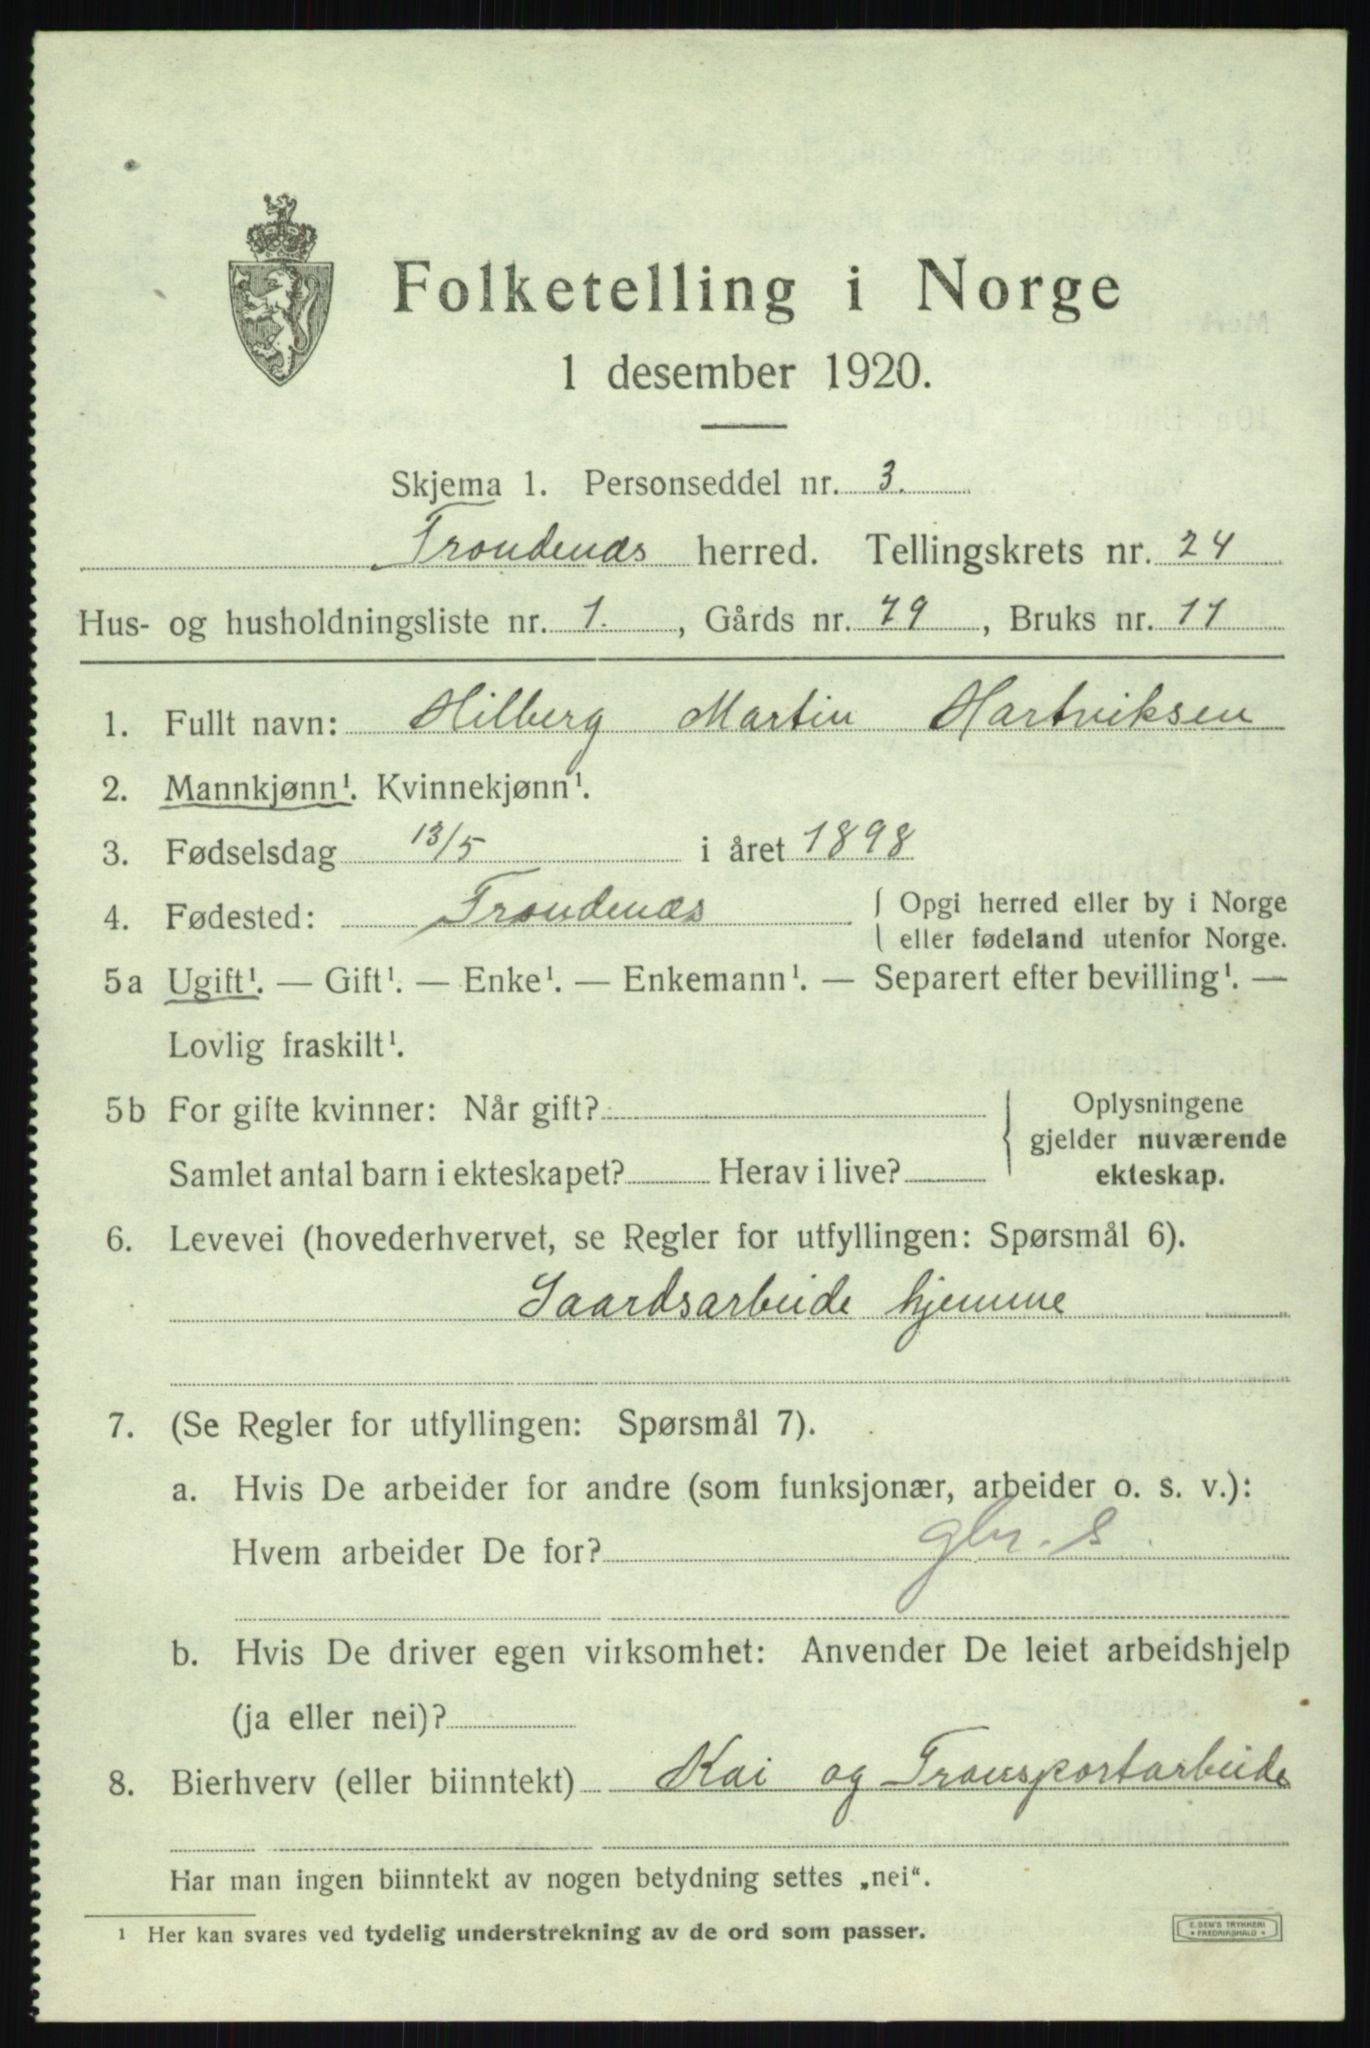 Folketelling i Norge
1 desember 1920.
Skjema 1. Personseddel nr. 3.
Trondenæs herred. Tellingskrets nr. 24
Hus- og husholdningsliste nr. 1. , Gårds nr. 79 , Bruks nr. 11
1. Fullt navn: Hilberg Martin Hartviksen
2. Mannkjønn¹. Kvinnekjønn¹.
3. Fødselsdag 13/5 i året 1898
4. Fødested: Trondenæs { Opgi herred eller by i Norge
eller fødeland utenfor Norge.
5a Ugift¹. — Gift¹. — Enke¹. — Enkemann¹. — Separert efter bevilling¹. —
Lovlig fraskilt¹.
5b For gifte kvinner: Når gift?
Samlet antal barn i ekteskapet? Herav i live?
Oplysningene
gjelder nuværende
ekteskap.
6. Levevei (hovederhvervet, se Regler for utfyllingen: Spørsmål 6).
Gaardsarbeide hjemme
7. (Se Regler for utfyllingen: Spørsmål 7).
a. Hvis De arbeider for andre (som funksjonær, arbeider o. s. v.):
Hvem arbeider De for? gbr. s
b. Hvis De driver egen virksomhet: Anvender De leiet arbeidshjelp
(ja eller nei)?
8. Bierhverv (eller biinntekt) Kai og Transportarbeide
Har man ingen biinntekt av nogen betydning settes „nei“.
¹ Her kan svares ved tydelig understrekning av de ord som passer.
E. SEM'S TRYKKERI
* FREDRIKSHALD *